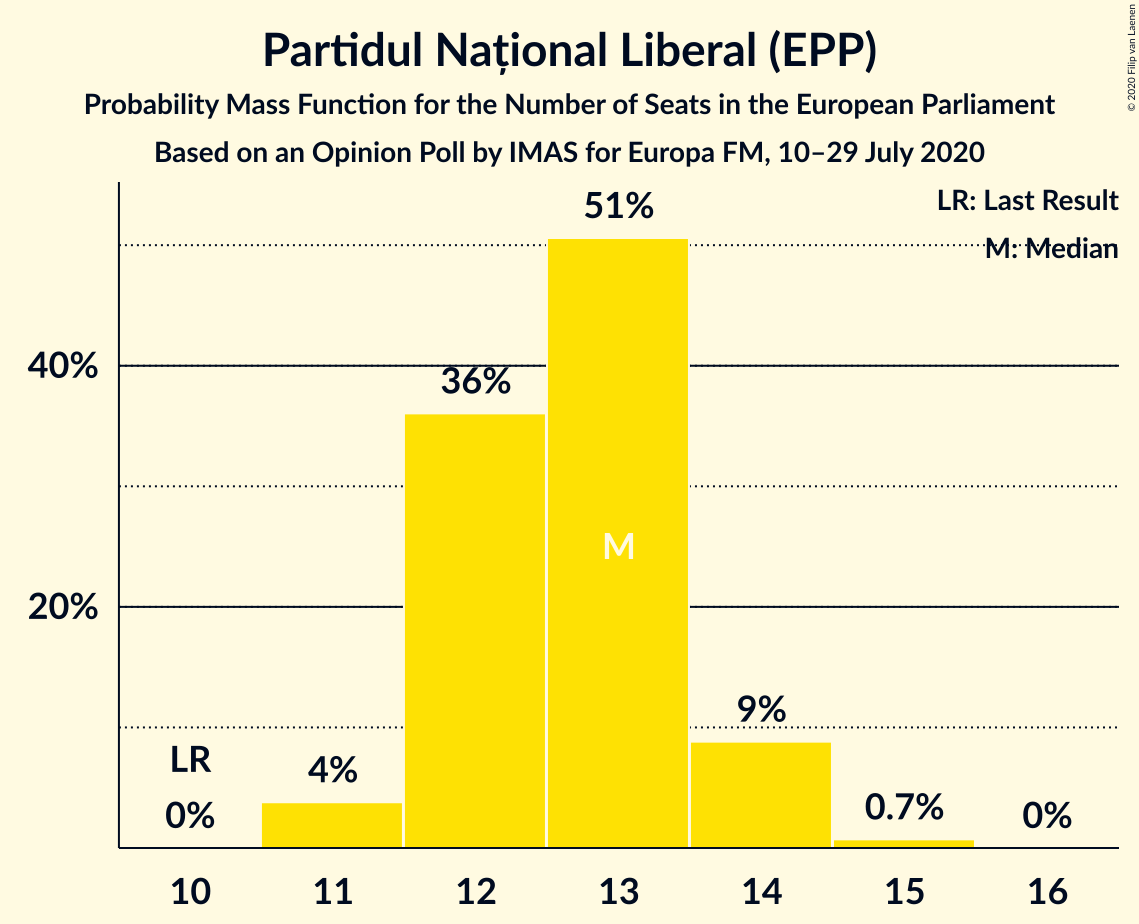 Partidul Național Liberal (EPP)
Probability Mass Function for the Number of Seats in the European Parliament
Based on an Opinion Poll by IMAS for Europa FM, 10–29 July 2020
© 2020 Filip van Laenen
LR: Last Result
M: Median
51%
40%
36%
M
20%
9%
LR
4%
0%
0.7%
0%
10 11 12 13 14 15 16